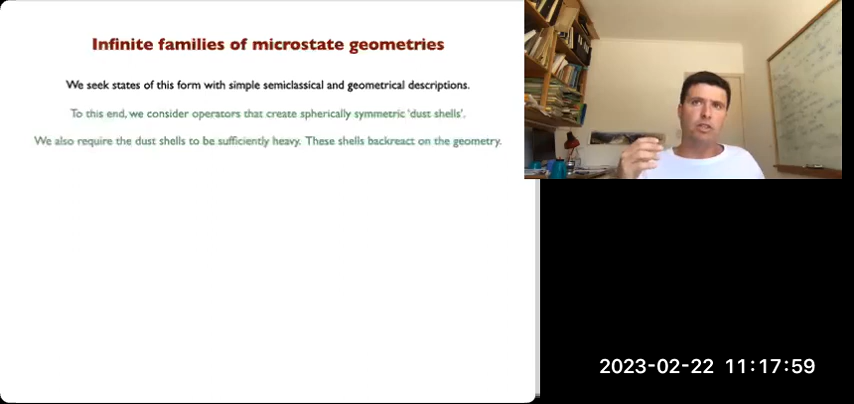 Infinite families of microstate geometries
We seek states of this form with simple semiclassical and geometrical descriptions.
To this end, we consider operators that create spherically symmetric 'dust shells'.
We also require the dust shells to be sufficiently heavy. These shells backreact on the geometry.
2023-02-22 11:17:59